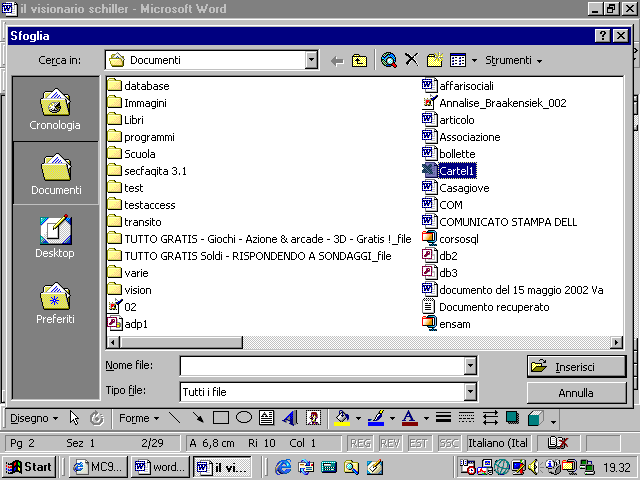 il visionario schiller - Microsoft Word
Sfoglia
Cerca in:
Documenti
Strumenti
Cronologia
Documenti
Desktop
Preferiti
database
Immagini
Libri
programmi
Scuola
secfaqita 3.1
test
testaccess
transito
TUTTO GRATIS - Giochi - Azione & arcade - 3D - Gratis !_file
TUTTO GRATIS Soldi - RISPONDENDO A SONDAGGI_file
varie
vision
02
adp1
affarisociali
Annalise_Braakensiek_002
articolo
Associazione
bollette
Cartel1
Casagiove
COM
COMUNICATO STAMPA DELL
corsosql
db2
db3
documento del 15 maggio 2002 Va
Documento recuperato
ensam
Nome file:
Inserisci
Tipo file:
Tutti i file
Annulla
Disegno
Forme
Pg 2 Sez 1 2/29 A 6,8 cm Ri 10 Col 1 REG REV EST SSC Italiano (Ital
Start
MC9...
word...
il vi...
19.32